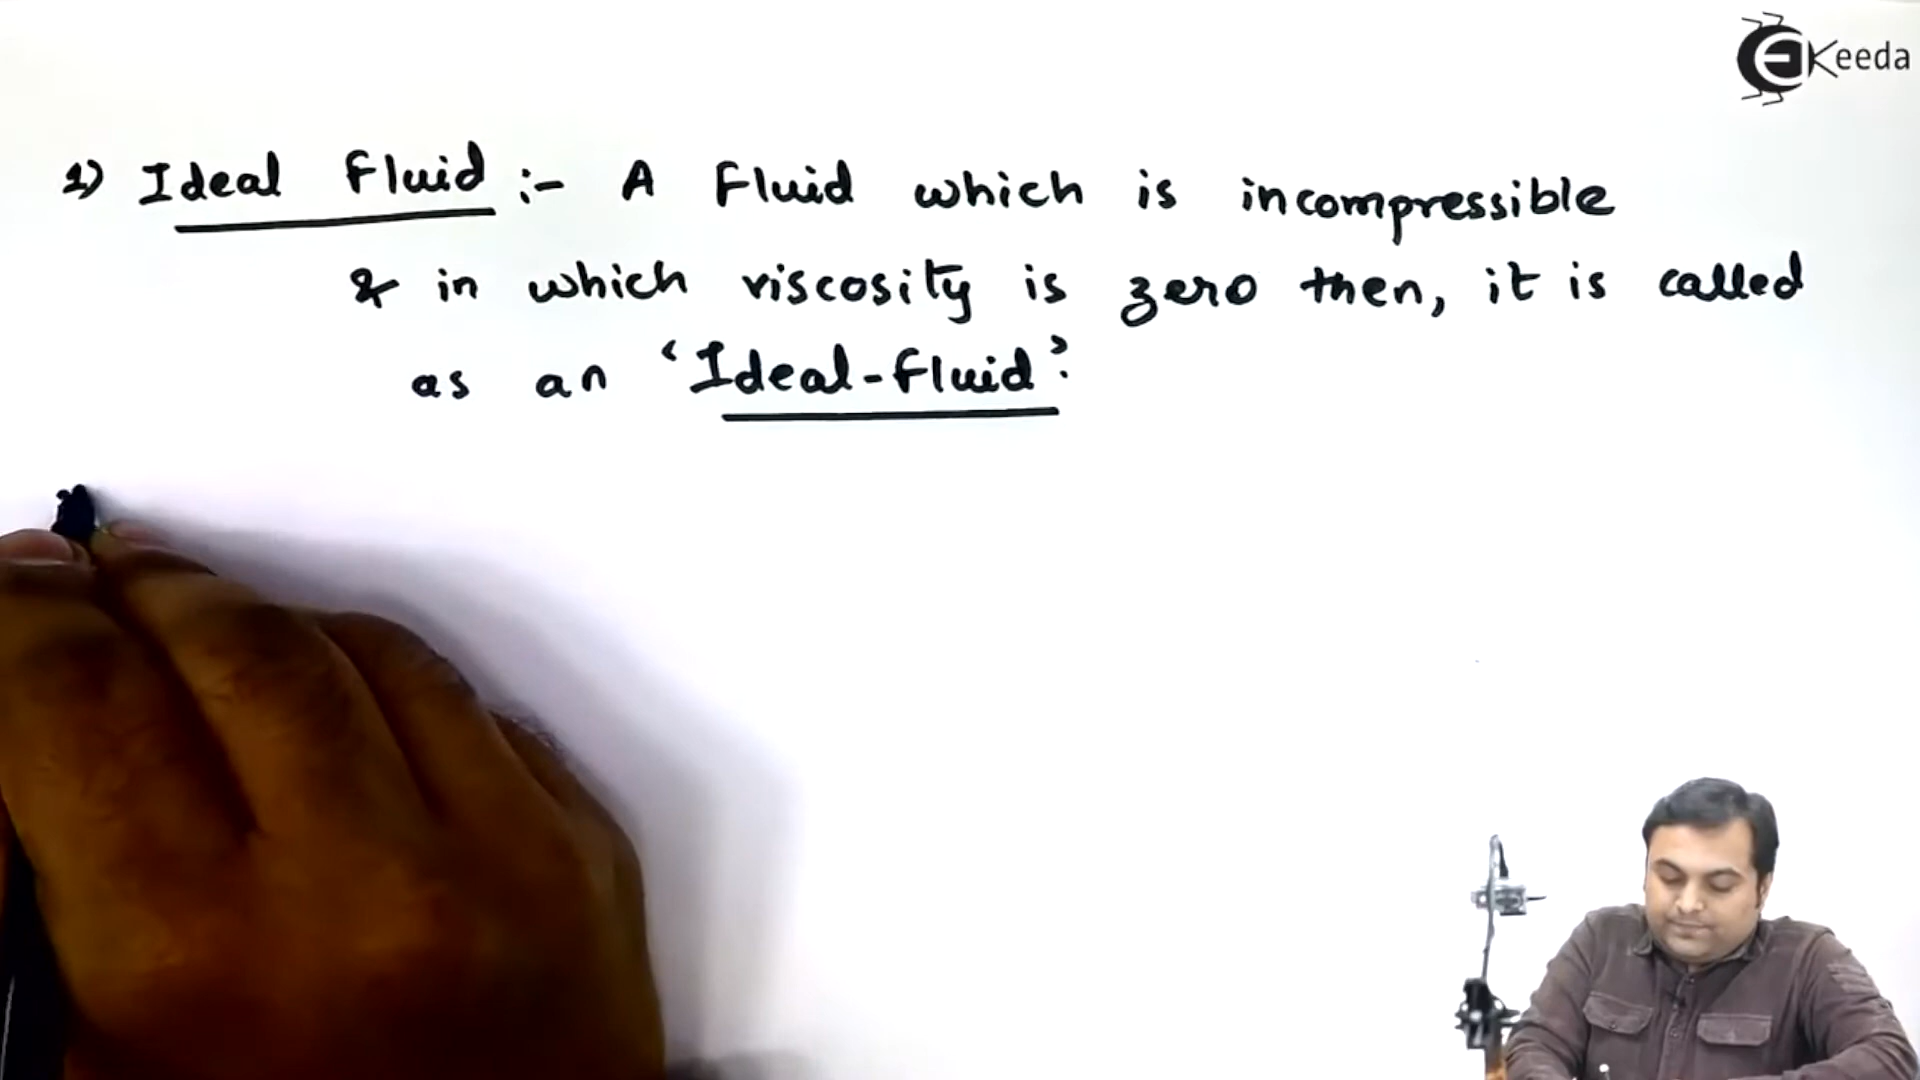 Keeda
1) Ideal Fluid :- A Fluid which is incompressible
& in which viscosity is zero then, it is called
as an 'Ideal-Fluid'.